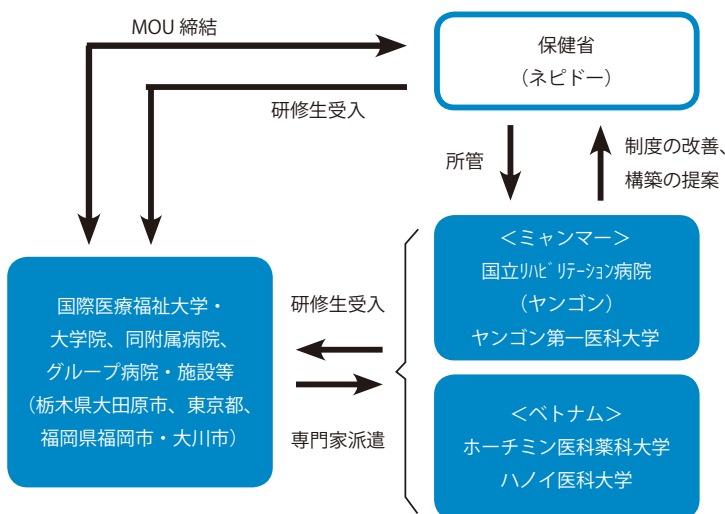 MOU 締結
保健省
（ネピドー）
研修生受入
所管
制度の改善、
構築の提案
＜ミャンマー＞
国立ﾘﾊﾋﾞﾘﾃｰｼｮﾝ病院
（ヤンゴン）
ヤンゴン第一医科大学
国際医療福祉大学・
大学院、同附属病院、
グループ病院・施設等
（栃木県大田原市、東京都、
福岡県福岡市・大川市）
研修生受入
専門家派遣
＜ベトナム＞
ホーチミン医科薬科大学
ハノイ医科大学